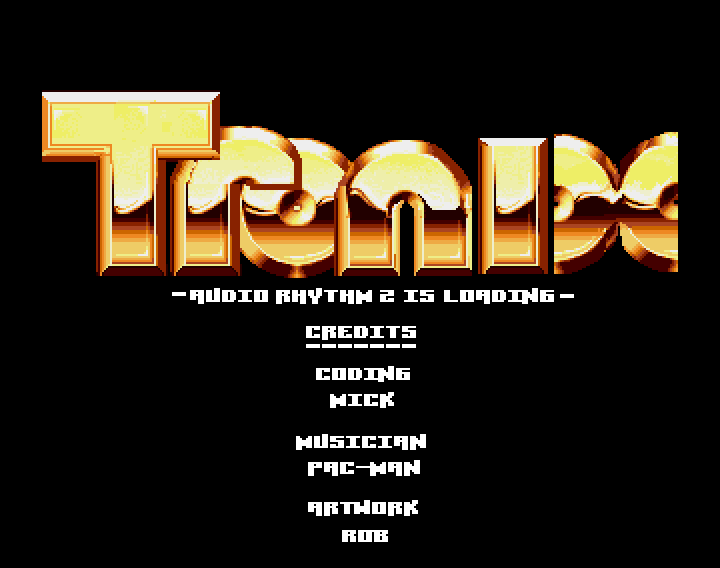 Tronix
-AUDIO RHYTHM 2 IS LOADING-
CREDITS
CODING
MICK
MUSICIAN
PAC-MAN
ARTWORK
ROB